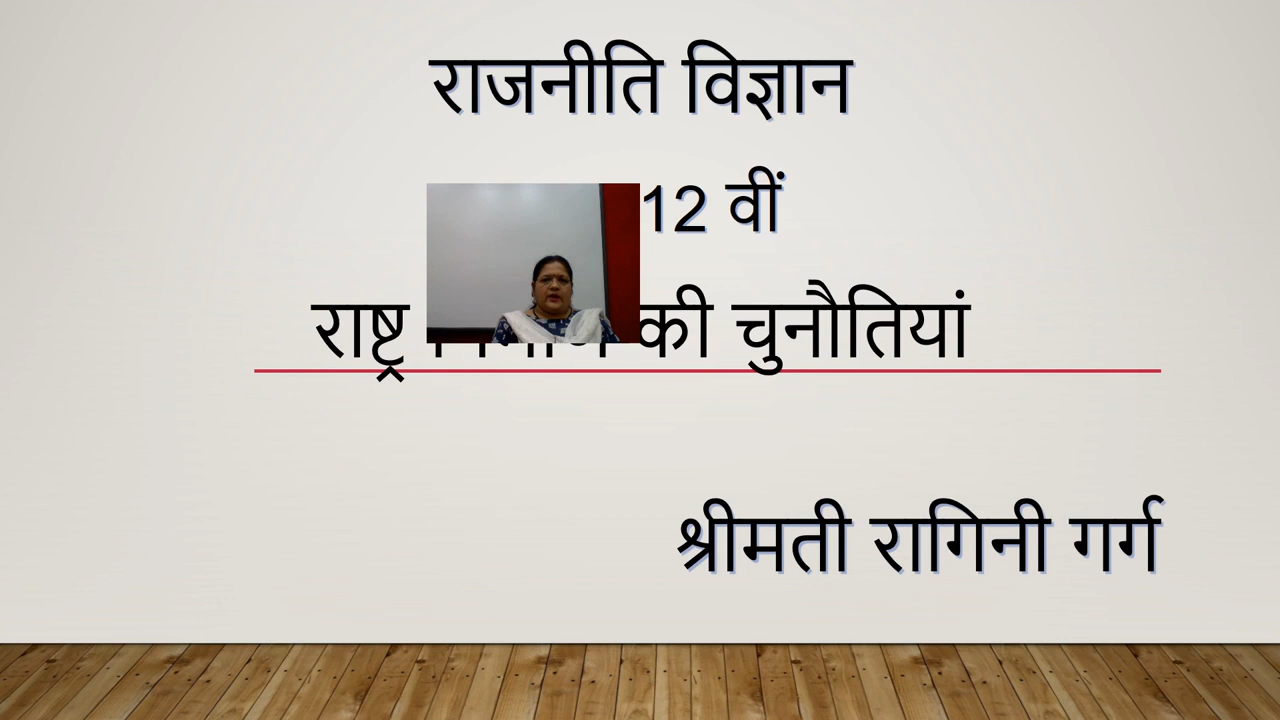 राजनीति विज्ञान
12 वीं
राष्ट्र की चुनौतियां
श्रीमती रागिनी गर्ग